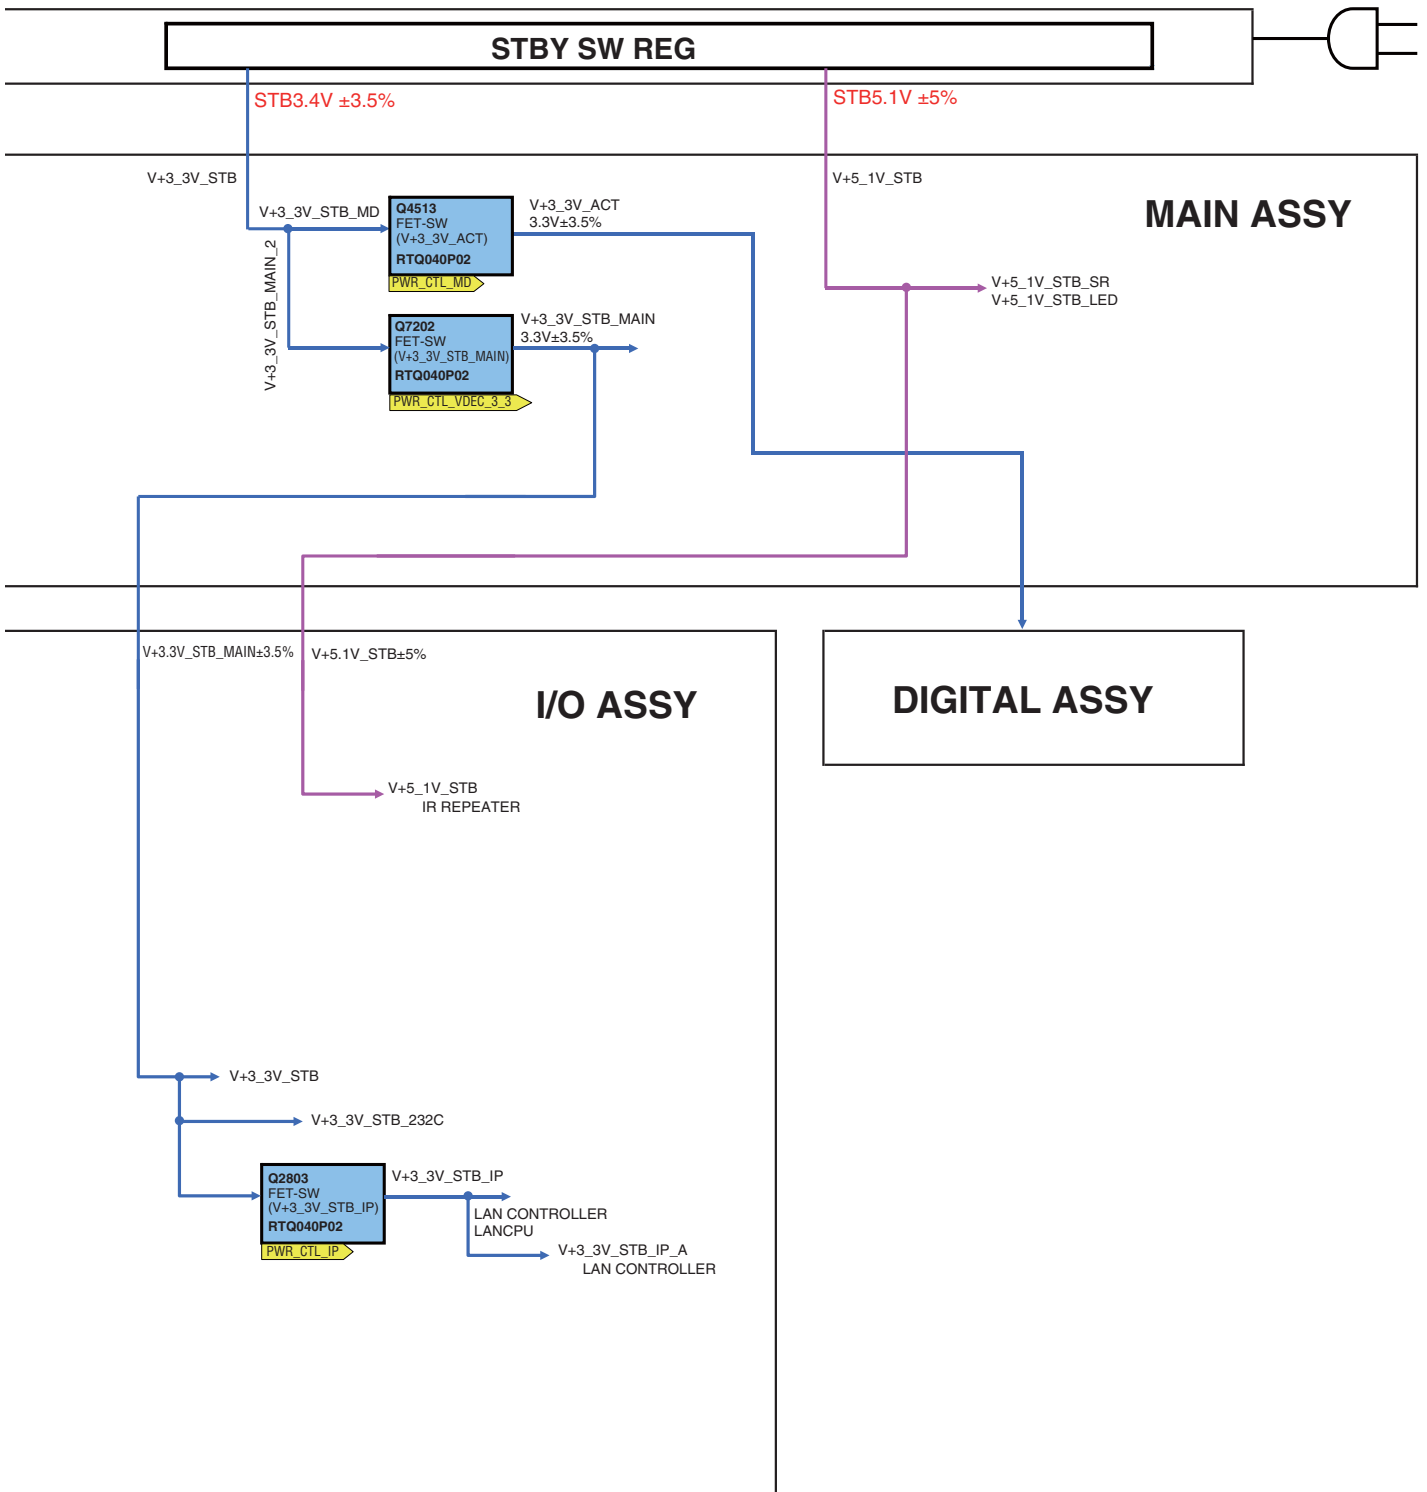 STBY SW REG
STB3.4V ±3.5%
STB5.1V ±5%
V+3_3V_STB
V+5_1V_STB
MAIN ASSY
V+3_3V_STB_MD
Q4513
FET-SW
(V+3_3V_ACT)
RTQ040P02
PWR_CTL_MD
V+3_3V_ACT
3.3V±3.5%
V+3_3V_STB_MAIN_2
V+5_1V_STB_SR
V+5_1V_STB_LED
Q7202
FET-SW
(V+3_3V_STB_MAIN)
RTQ040P02
PWR_CTL_VDEC_3_3
V+3_3V_STB_MAIN
3.3V±3.5%
V+3.3V_STB_MAIN±3.5%
V+5.1V_STB±5%
I/O ASSY
DIGITAL ASSY
V+5_1V_STB
IR REPEATER
V+3_3V_STB
V+3_3V_STB_232C
Q2803
FET-SW
(V+3_3V_STB_IP)
RTQ040P02
PWR_CTL_IP
V+3_3V_STB_IP
LAN CONTROLLER
LANCPU
V+3_3V_STB_IP_A
LAN CONTROLLER